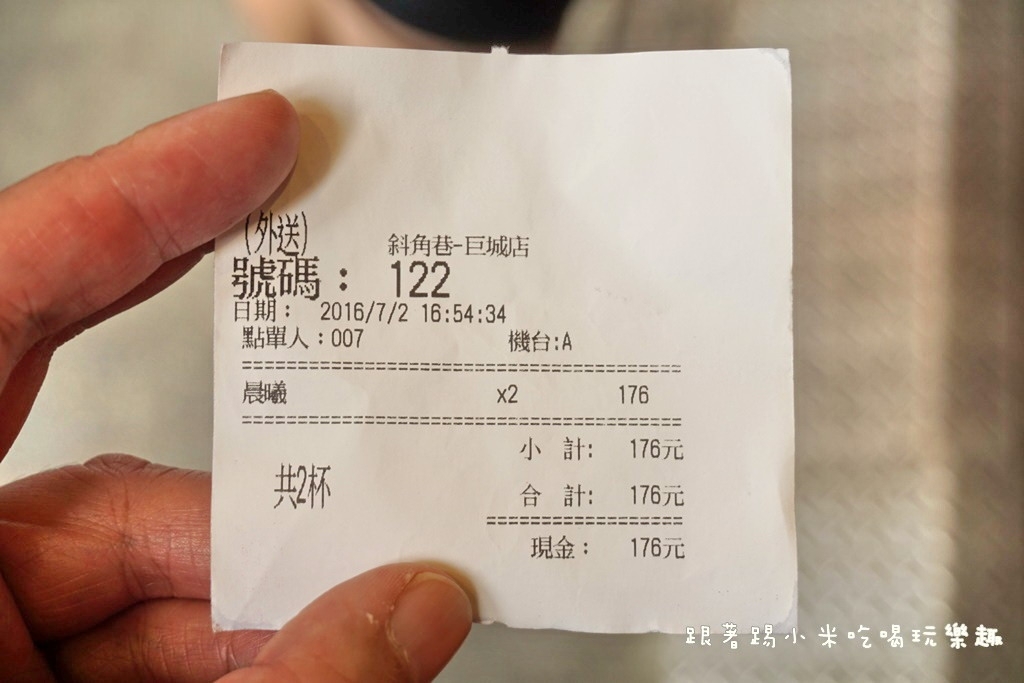 (外送)
斜角巷-巨城店
號碼： 122
日期： 2016/7/2 16:54:34
點單人：007 機台:A
晨曦 x2 176
小 計: 176元
共2杯
合 計: 176元
現金： 176元
跟著踢小米吃喝玩樂趣